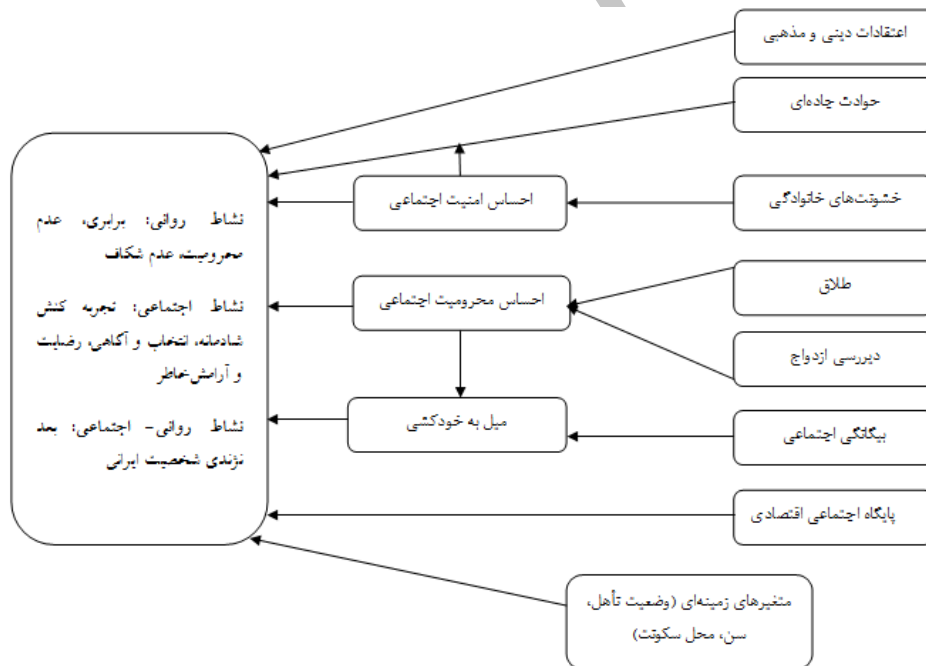 اعتقادات دینی و مذهبی
حوادث جاده‌ای
خشونت‌های خانوادگی
احساس امنیت اجتماعی
نشاط روانی: برابری، عدم
محرومیت، عدم شکاف
نشاط اجتماعی: تجربه کنش
شادمانه، انتخاب و آگاهی، رضایت
و آرامش‌خاطر
نشاط روانی- اجتماعی: بعد
نژندی شخصیت ایرانی
طلاق
احساس محرومیت اجتماعی
دیررسی ازدواج
میل به خودکشی
بیگانگی اجتماعی
پایگاه اجتماعی اقتصادی
متغیرهای زمینه‌ای (وضعیت تأهل،
سن، محل سکونت)